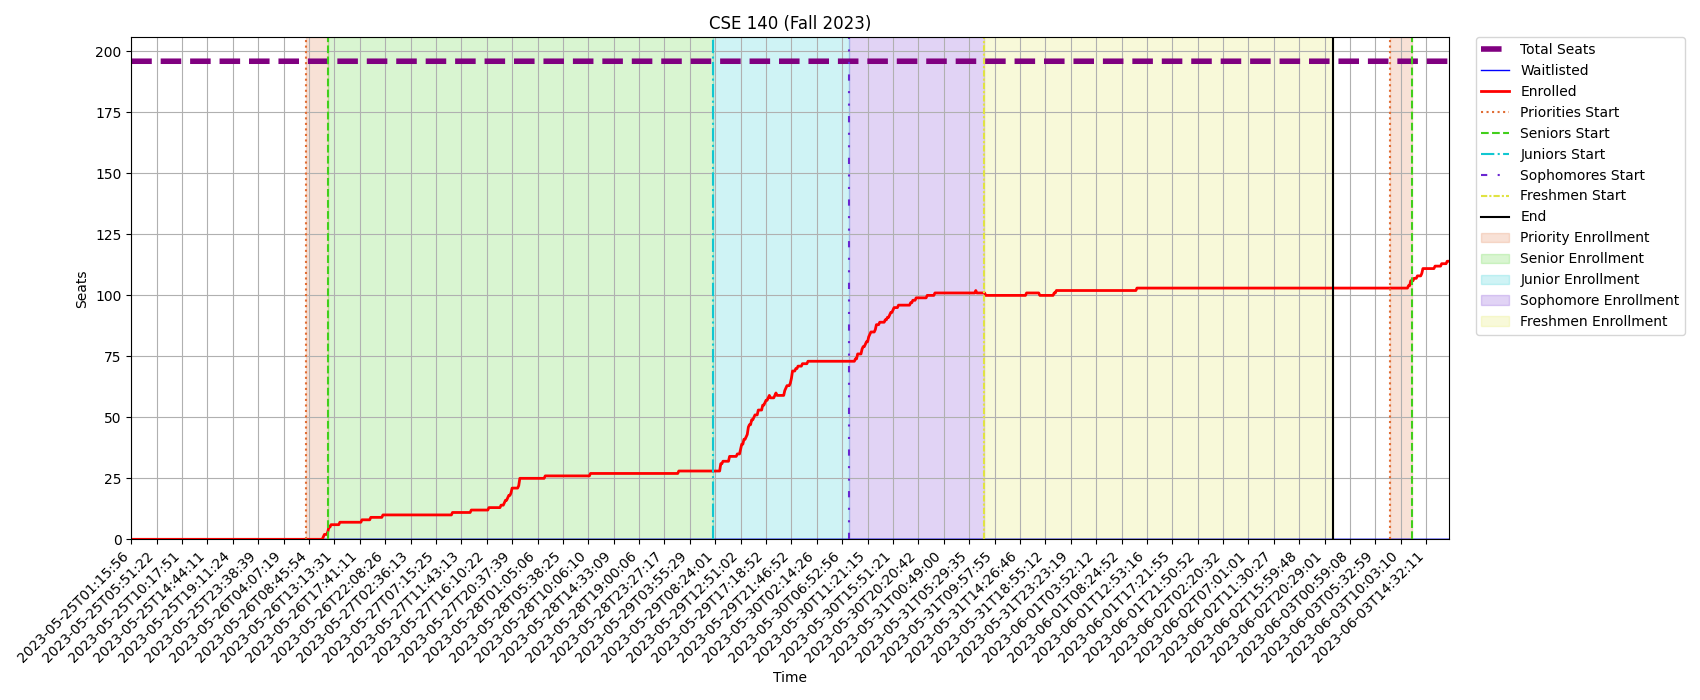 CSE 140 (Fall 2023)
Seats
200
175
150
125
100
75
50
25
0
2023-05-25T01:15:56
2023-05-25T05:51:22
2023-05-25T10:17:51
2023-05-25T14:44:11
2023-05-25T19:11:24
2023-05-25T23:38:39
2023-05-26T04:07:19
2023-05-26T08:45:54
2023-05-26T13:13:31
2023-05-26T17:41:11
2023-05-26T22:08:26
2023-05-27T02:36:13
2023-05-27T07:15:25
2023-05-27T11:43:13
2023-05-27T16:10:22
2023-05-27T20:37:39
2023-05-28T01:05:06
2023-05-28T05:38:25
2023-05-28T10:06:10
2023-05-28T14:33:09
2023-05-28T19:00:06
2023-05-28T23:27:17
2023-05-29T03:55:29
2023-05-29T08:24:01
2023-05-29T12:51:02
2023-05-29T17:18:52
2023-05-29T21:46:52
2023-05-30T02:14:26
2023-05-30T06:52:56
2023-05-30T11:21:15
2023-05-30T15:51:21
2023-05-30T20:20:42
2023-05-31T00:49:00
2023-05-31T05:29:35
2023-05-31T09:57:55
2023-05-31T14:26:46
2023-05-31T18:55:12
2023-05-31T23:23:19
2023-06-01T03:52:12
2023-06-01T08:24:52
2023-06-01T12:53:16
2023-06-01T17:21:55
2023-06-01T21:50:52
2023-06-02T02:20:32
2023-06-02T07:01:01
2023-06-02T11:30:27
2023-06-02T15:59:48
2023-06-02T20:29:01
2023-06-03T00:59:08
2023-06-03T05:32:59
2023-06-03T10:03:10
2023-06-03T14:32:11
Time
Total Seats
Waitlisted
Enrolled
Priorities Start
Seniors Start
Juniors Start
Sophomores Start
Freshmen Start
End
Priority Enrollment
Senior Enrollment
Junior Enrollment
Sophomore Enrollment
Freshmen Enrollment